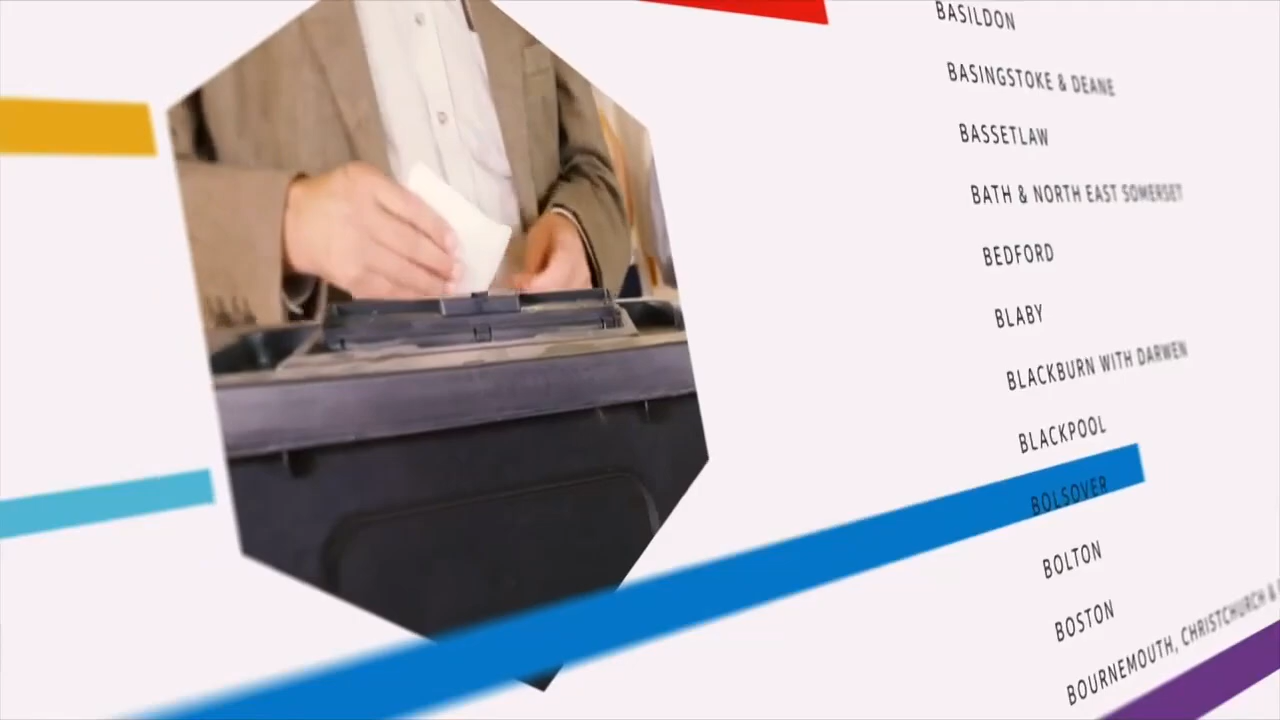 BASILDON
BASINGSTOKE & DEANE
BASSETLAW
BATH & NORTH EAST SOMERSET
BEDFORD
BLABY
BLACKBURN WITH DARWEN
BLACKPOOL
BOLSOVER
BOLTON
BOSTON
BOURNEMOUTH, CHRISTCHURCH &